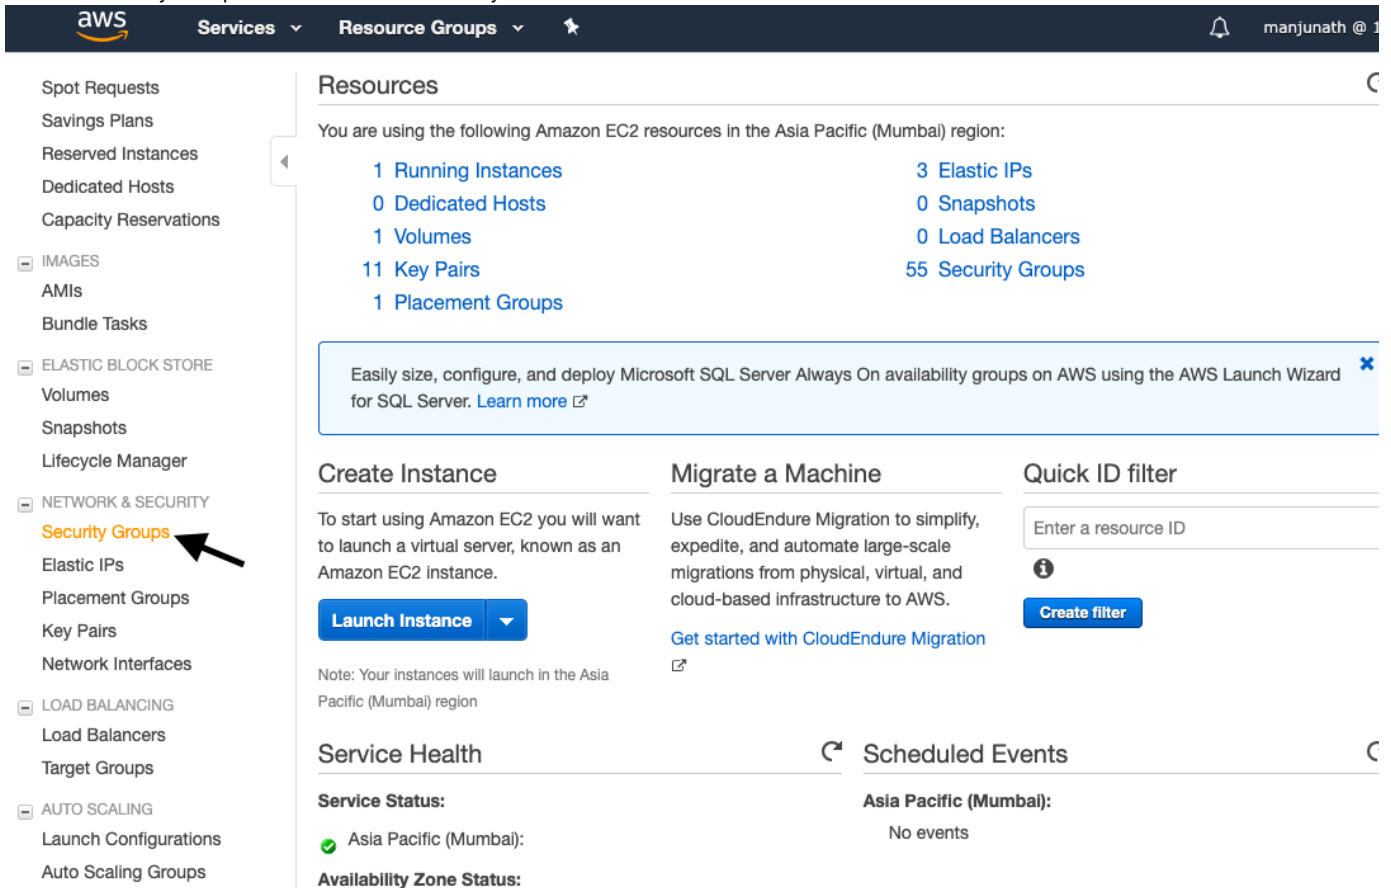 aws
Services
Resource Groups
manjunath @ 1
Spot Requests
Savings Plans
Reserved Instances
Dedicated Hosts
Capacity Reservations
IMAGES
AMIs
Bundle Tasks
ELASTIC BLOCK STORE
Volumes
Snapshots
Lifecycle Manager
NETWORK & SECURITY
Security Groups
Elastic IPs
Placement Groups
Key Pairs
Network Interfaces
LOAD BALANCING
Load Balancers
Target Groups
AUTO SCALING
Launch Configurations
Auto Scaling Groups
Resources
You are using the following Amazon EC2 resources in the Asia Pacific (Mumbai) region:
1 Running Instances
0 Dedicated Hosts
1 Volumes
11 Key Pairs
1 Placement Groups
3 Elastic IPs
0 Snapshots
0 Load Balancers
55 Security Groups
Easily size, configure, and deploy Microsoft SQL Server Always On availability groups on AWS using the AWS Launch Wizard
for SQL Server. Learn more
Create Instance
To start using Amazon EC2 you will want
to launch a virtual server, known as an
Amazon EC2 instance.
Launch Instance
Note: Your instances will launch in the Asia
Pacific (Mumbai) region
Migrate a Machine
Use CloudEndure Migration to simplify,
expedite, and automate large-scale
migrations from physical, virtual, and
cloud-based infrastructure to AWS.
Get started with CloudEndure Migration
Quick ID filter
Enter a resource ID
Create filter
Service Health
Service Status:
Asia Pacific (Mumbai):
Availability Zone Status:
Scheduled Events
Asia Pacific (Mumbai):
No events